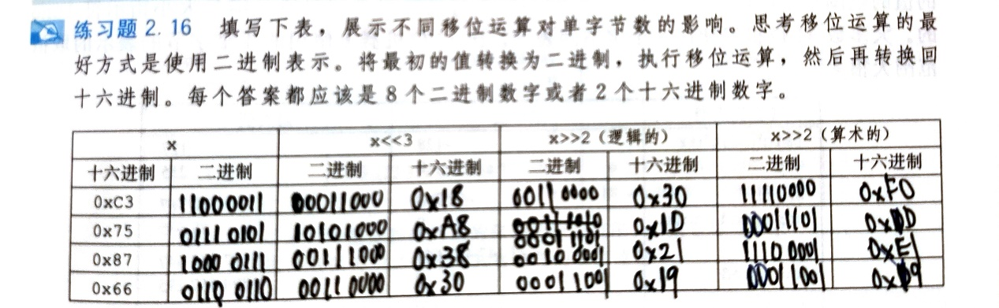 练习题 2.16 填写下表，展示不同移位运算对单字节数的影响。思考移位运算的最
好方式是使用二进制表示。将最初的值转换为二进制，执行移位运算，然后再转换回
十六进制。每个答案都应该是 8 个二进制数字或者 2 个十六进制数字。
x x<<3 x>>2（逻辑的） x>>2（算术的）
十六进制 二进制 二进制 十六进制 二进制 十六进制 二进制 十六进制
0xC3 11000011 00011000 0x18 0011 0000 0x30 11110000 0xF0
0x75 0111 0101 10101000 0xA8 0001 1101 0x1D 00011101 0x1D
0x87 1000 0111 00111000 0x38 0010 0001 0x21 1110 0001 0xE1
0x66 0110 0110 0011 0000 0x30 0001 1001 0x19 0001 1001 0x19